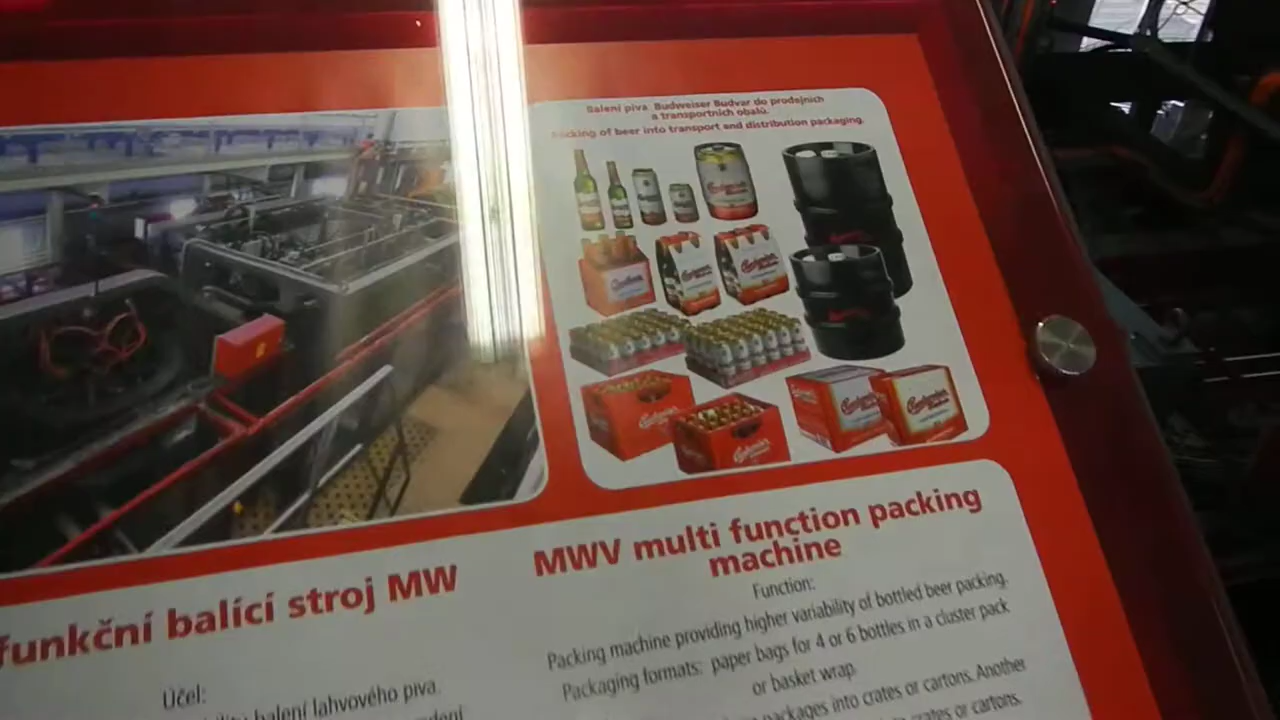 Balení piva Budweiser Budvar do prodejních
a transportních obalů.
Packing of beer into transport and distribution packaging.
funkční balící stroj MW
Účel:
balení lahvového piva.
MWV multi function packing
machine
Function:
Packing machine providing higher variability of bottled beer packing.
Packaging formats: paper bags for 4 or 6 bottles in a cluster pack
or basket wrap.
packages into crates or cartons. Another
crates or cartons.